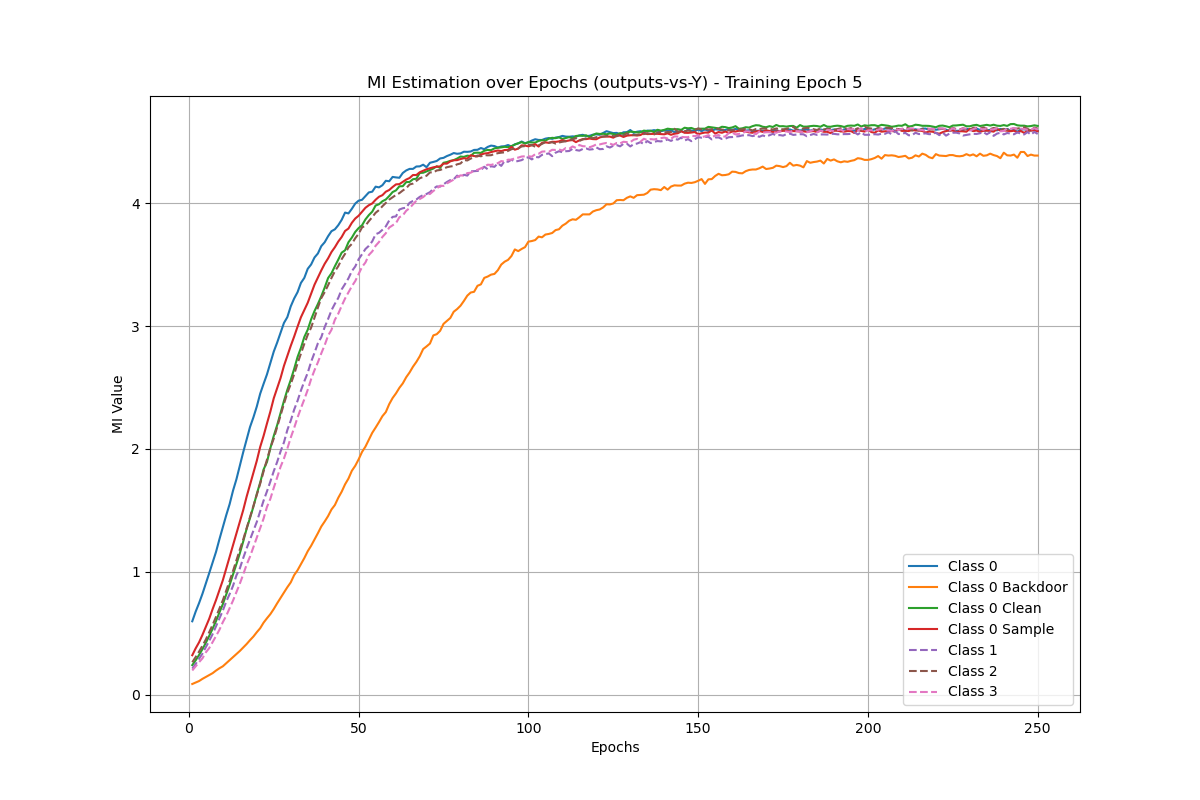 MI Estimation over Epochs (outputs-vs-Y) - Training Epoch 5
MI Value
4
3
2
1
0
0 50 100 150 200 250
Epochs
Class 0
Class 0 Backdoor
Class 0 Clean
Class 0 Sample
Class 1
Class 2
Class 3